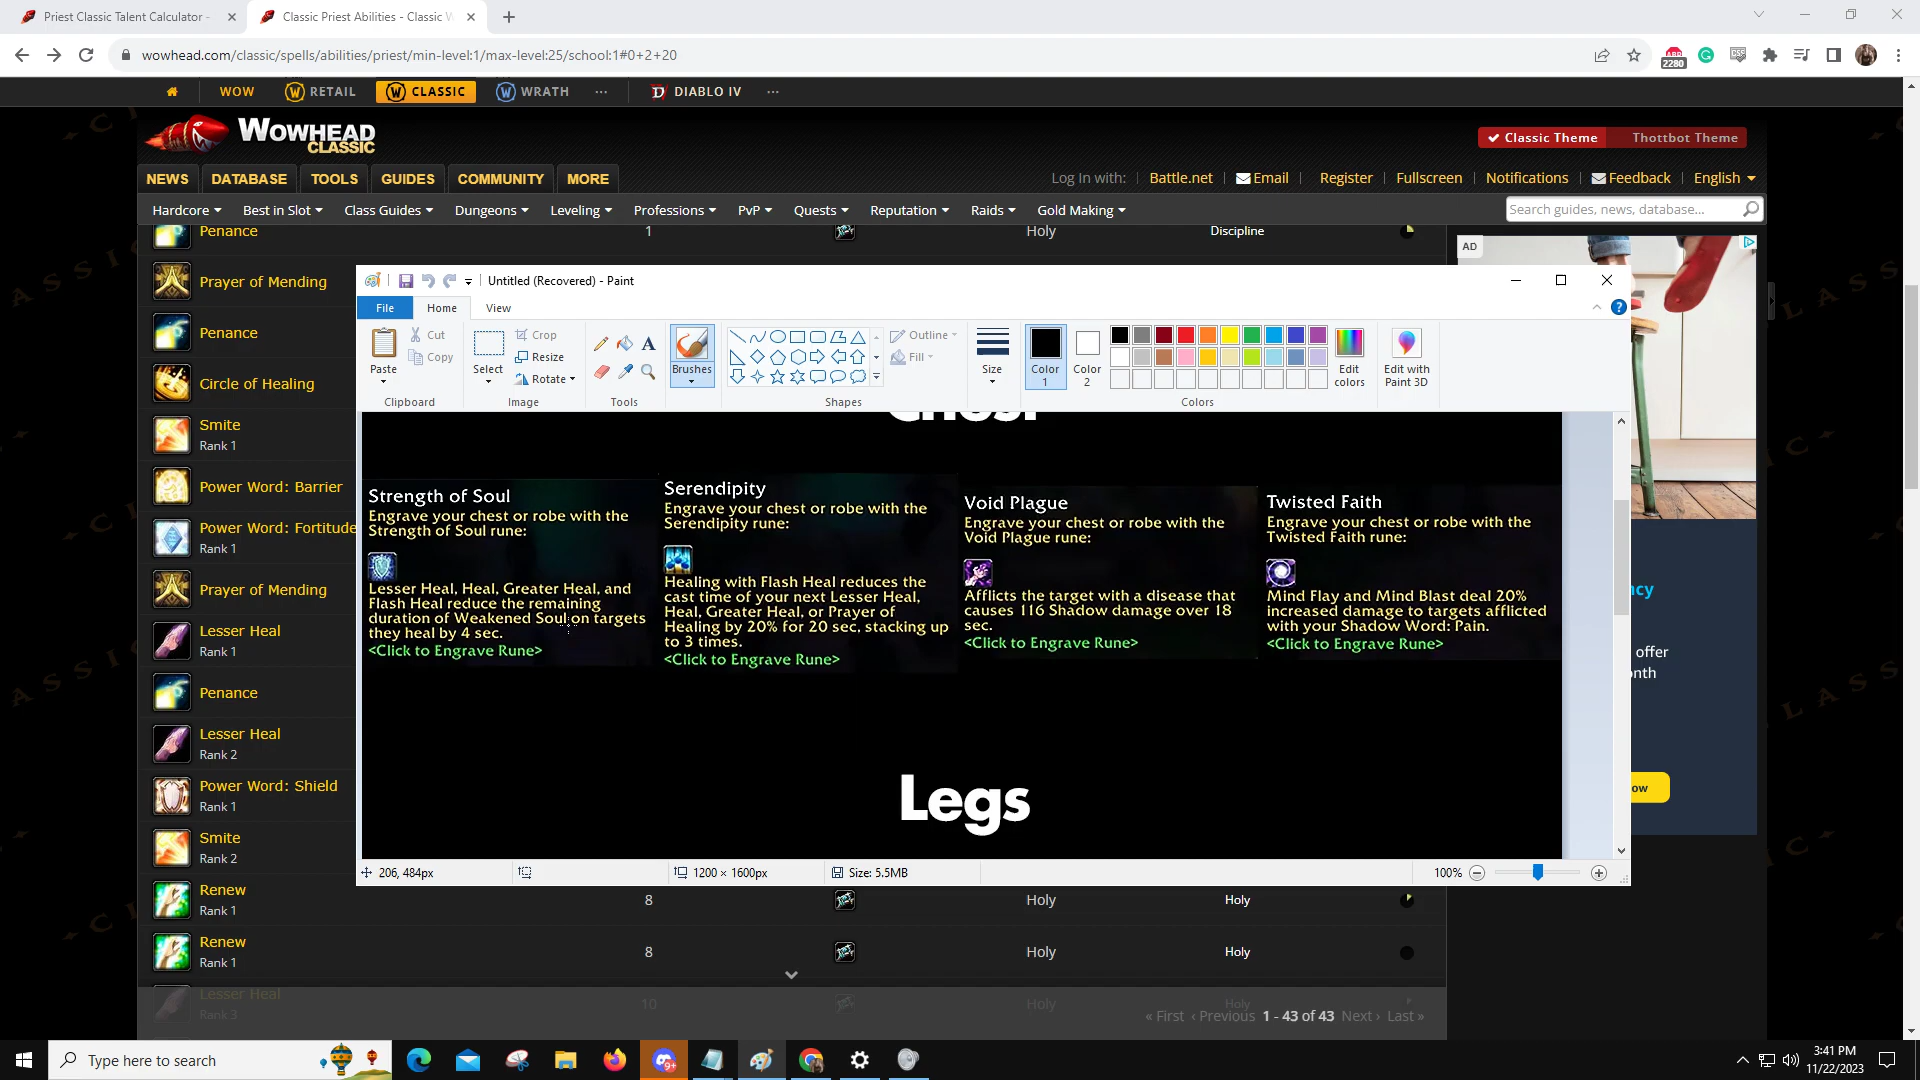 Priest Classic Talent Calculator -
Classic Priest Abilities - Classic W
wowhead.com/classic/spells/abilities/priest/min-level:1/max-level:25/school:1#0+2+20
2280
WOW
RETAIL
CLASSIC
WRATH
DIABLO IV
WOWHEAD
CLASSIC
Classic Theme
Thottbot Theme
NEWS
DATABASE
TOOLS
GUIDES
COMMUNITY
MORE
Log In with:
Battle.net
Email
Register
Fullscreen
Notifications
Feedback
English
Hardcore
Best in Slot
Class Guides
Dungeons
Leveling
Professions
PvP
Quests
Reputation
Raids
Gold Making
Search guides, news, database...
Penance
1
Holy
Discipline
AD
Prayer of Mending
Penance
Circle of Healing
Smite
Rank 1
Power Word: Barrier
Power Word: Fortitude
Rank 1
Prayer of Mending
Lesser Heal
Rank 1
Penance
Lesser Heal
Rank 2
Power Word: Shield
Rank 1
Smite
Rank 2
Renew
Rank 1
8
Holy
Holy
Renew
Rank 1
8
Holy
Holy
Lesser Heal
Rank 3
10
Holy
Holy
« First ‹ Previous 1 - 43 of 43 Next › Last »
Untitled (Recovered) - Paint
File
Home
View
Paste
Cut
Copy
Clipboard
Select
Crop
Resize
Rotate
Image
Tools
Brushes
Shapes
Outline
Fill
Size
Color
1
Color
2
Edit
colors
Edit with
Paint 3D
Colors
Strength of Soul
Engrave your chest or robe with the
Strength of Soul rune:
Lesser Heal, Heal, Greater Heal, and
Flash Heal reduce the remaining
duration of Weakened Soul on targets
they heal by 4 sec.
<Click to Engrave Rune>
Serendipity
Engrave your chest or robe with the
Serendipity rune:
Healing with Flash Heal reduces the
cast time of your next Lesser Heal,
Heal, Greater Heal, or Prayer of
Healing by 20% for 20 sec, stacking up
to 3 times.
<Click to Engrave Rune>
Void Plague
Engrave your chest or robe with the
Void Plague rune:
Afflicts the target with a disease that
causes 116 Shadow damage over 18
sec.
<Click to Engrave Rune>
Twisted Faith
Engrave your chest or robe with the
Twisted Faith rune:
Mind Flay and Mind Blast deal 20%
increased damage to targets afflicted
with your Shadow Word: Pain.
<Click to Engrave Rune>
Legs
206, 484px
1200 × 1600px
Size: 5.5MB
100%
offer
Type here to search
9+
3:41 PM
11/22/2023